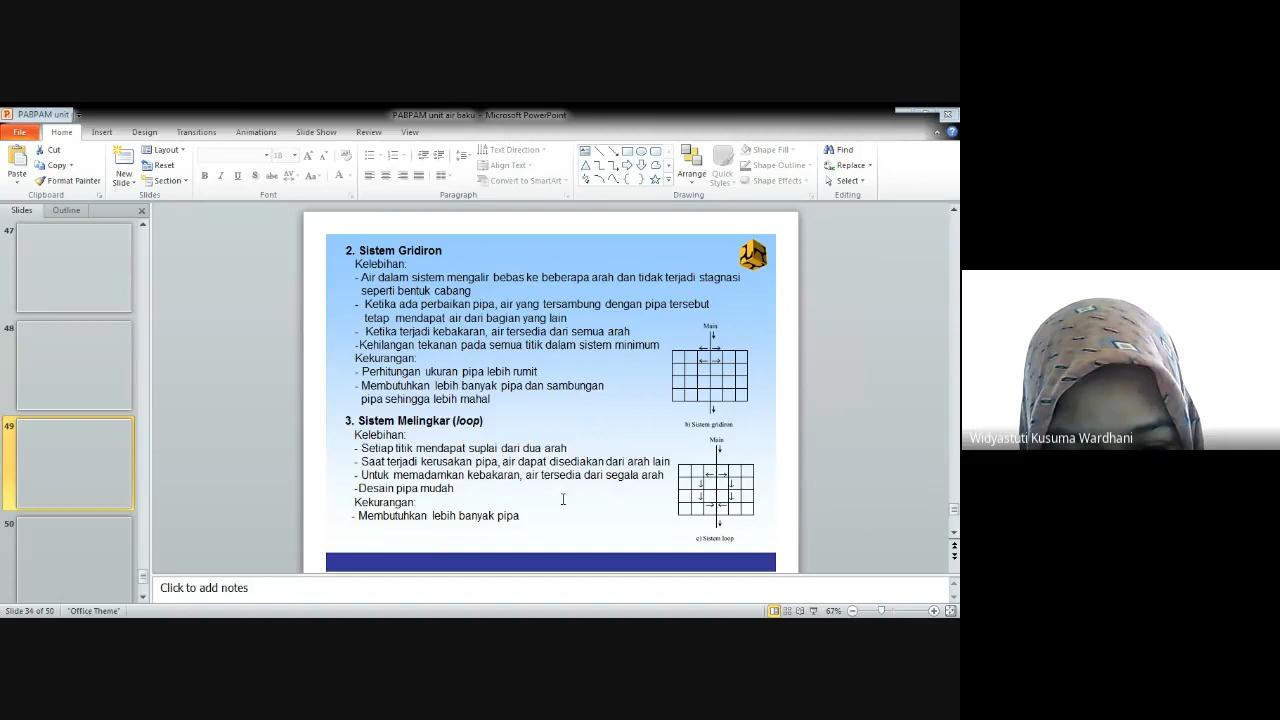 PABPAM unit
PABPAM unit air baku - Microsoft PowerPoint
File Home Insert Design Transitions Animations Slide Show Review View
Paste
Cut
Copy
Format Painter
Clipboard
New Slide
Layout
Reset
Section
Slides
18
B I U S abc AV Aa A
Font
Text Direction
Align Text
Convert to SmartArt
Paragraph
Arrange
Quick Styles
Shape Fill
Shape Outline
Shape Effects
Drawing
Find
Replace
Select
Editing
Slides Outline
47
48
49
50
2. Sistem Gridiron
Kelebihan:
- Air dalam sistem mengalir bebas ke beberapa arah dan tidak terjadi stagnasi
seperti bentuk cabang
- Ketika ada perbaikan pipa, air yang tersambung dengan pipa tersebut
tetap mendapat air dari bagian yang lain
- Ketika terjadi kebakaran, air tersedia dari semua arah
-Kehilangan tekanan pada semua titik dalam sistem minimum
Kekurangan:
- Perhitungan ukuran pipa lebih rumit
- Membutuhkan lebih banyak pipa dan sambungan
pipa sehingga lebih mahal
Main
b) Sistem gridiron
3. Sistem Melingkar (loop)
Kelebihan:
- Setiap titik mendapat suplai dari dua arah
- Saat terjadi kerusakan pipa, air dapat disediakan dari arah lain
- Untuk memadamkan kebakaran, air tersedia dari segala arah
-Desain pipa mudah
Kekurangan:
- Membutuhkan lebih banyak pipa
Main
c) Sistem loop
Click to add notes
Slide 34 of 50 "Office Theme" 67%
Widyastuti Kusuma Wardhani